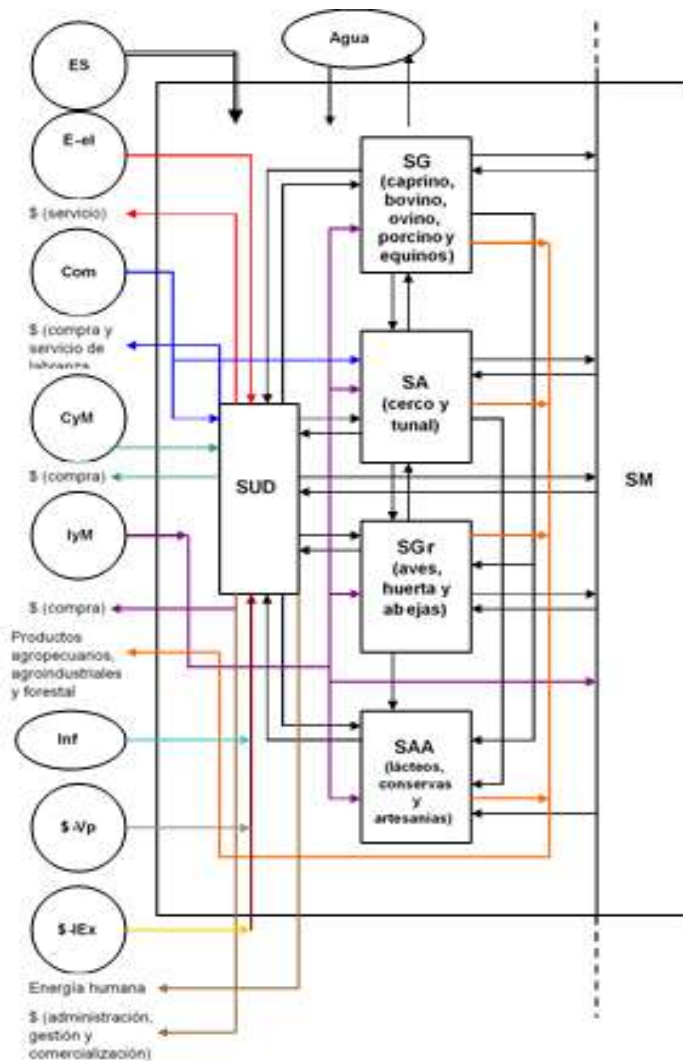 Agua
ES
E-el
$ (servicio)
Com
$ (compra y
servicio de
labranza
CyM
$ (compra)
IyM
$ (compra)
Productos
agropecuarios,
agroindustriales
y forestal
Inf
$-Vp
$-IEx
Energía humana
$ (administración,
gestión y
comercialización)
SUD
SG
(caprino,
bovino,
ovino,
porcino y
equinos)
SA
(cerco y
tunal)
SGr
(aves,
huerta y
abejas)
SAA
(lácteos,
conservas
y
artesanías)
SM